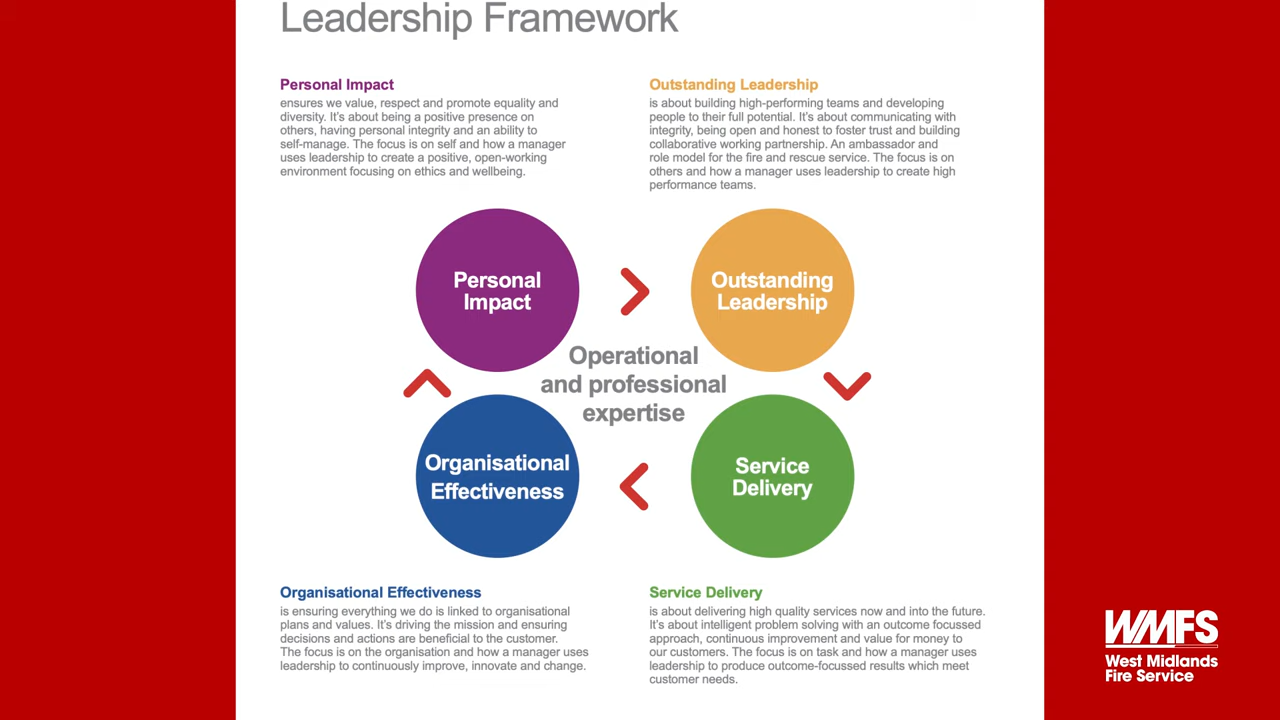 Leadership Framework
Personal Impact
ensures we value, respect and promote equality and
diversity. It's about being a positive presence on
others, having personal integrity and an ability to
self-manage. The focus is on self and how a manager
uses leadership to create a positive, open-working
environment focusing on ethics and wellbeing.
Outstanding Leadership
is about building high-performing teams and developing
people to their full potential. It's about communicating with
integrity, being open and honest to foster trust and building
collaborative working partnership. An ambassador and
role model for the fire and rescue service. The focus is on
others and how a manager uses leadership to create high
performance teams.
Personal
Impact
Outstanding
Leadership
Operational
and professional
expertise
Organisational
Effectiveness
Service
Delivery
Organisational Effectiveness
is ensuring everything we do is linked to organisational
plans and values. It's driving the mission and ensuring
decisions and actions are beneficial to the customer.
The focus is on the organisation and how a manager uses
leadership to continuously improve, innovate and change.
Service Delivery
is about delivering high quality services now and into the future.
It's about intelligent problem solving with an outcome focussed
approach, continuous improvement and value for money to
our customers. The focus is on task and how a manager uses
leadership to produce outcome-focussed results which meet
customer needs.
WMFS
West Midlands
Fire Service